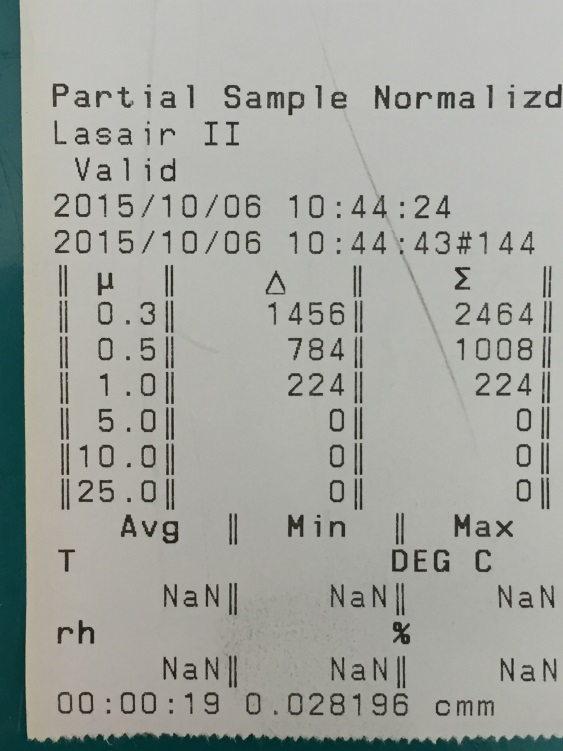 Partial Sample Normalizd
Lasair II
Valid
2015/10/06 10:44:24
2015/10/06 10:44:43#144
‖ µ ‖ Δ ‖ Σ ‖
‖ 0.3‖ 1456‖ 2464‖
‖ 0.5‖ 784‖ 1008‖
‖ 1.0‖ 224‖ 224‖
‖ 5.0‖ 0‖ 0‖
‖10.0‖ 0‖ 0‖
‖25.0‖ 0‖ 0‖
Avg ‖ Min ‖ Max
T DEG C
NaN‖ NaN‖ NaN
rh %
NaN‖ NaN‖ NaN
00:00:19 0.028196 cmm